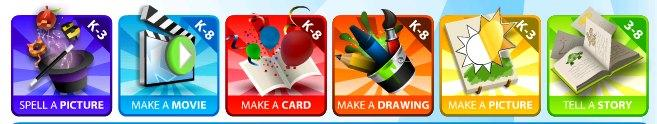 K-3
SPELL A PICTURE
K-8
MAKE A MOVIE
K-8
MAKE A CARD
K-8
MAKE A DRAWING
K-3
MAKE A PICTURE
3-8
TELL A STORY